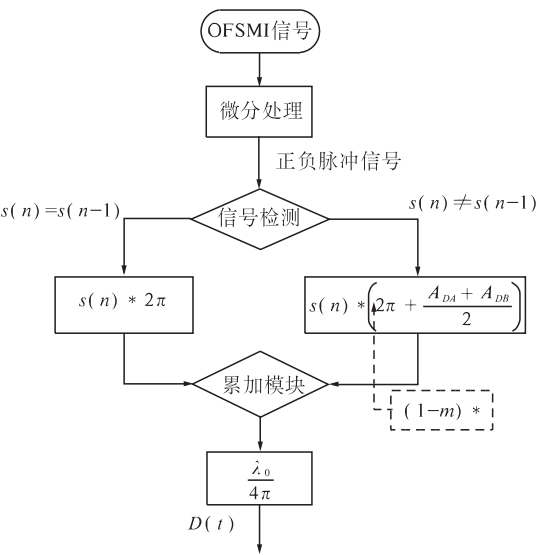 OFSMI信号
微分处理
正负脉冲信号
s(n)=s(n-1)
s(n)≠s(n-1)
信号检测
s(n) * 2π
s(n) * (2π + (A_DA + A_DB)/2)
累加模块
(1-m) *
λ₀/4π
D(t)